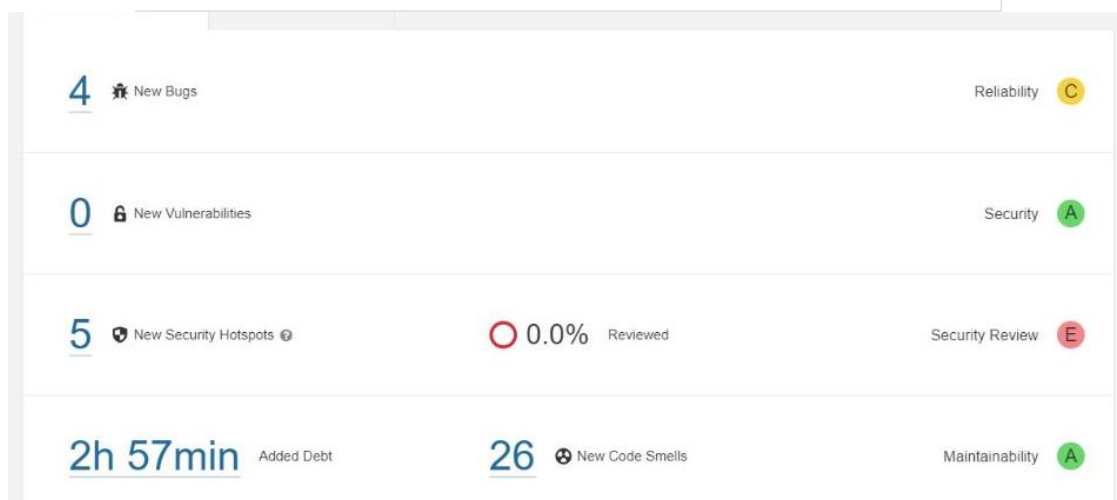 4 New Bugs Reliability C
0 New Vulnerabilities Security A
5 New Security Hotspots ? 0.0% Reviewed Security Review E
2h 57min Added Debt 26 New Code Smells Maintainability A